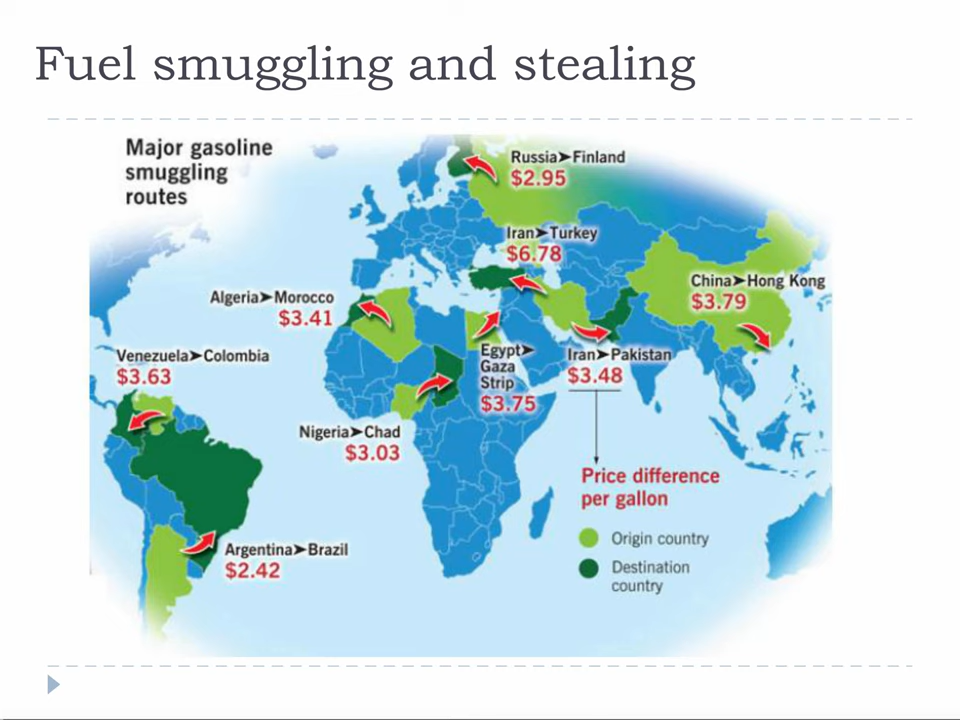 Fuel smuggling and stealing
Major gasoline
smuggling
routes
Russia➤Finland
$2.95
Iran➤Turkey
$6.78
China➤Hong Kong
$3.79
Algeria➤Morocco
$3.41
Venezuela➤Colombia
$3.63
Egypt➤
Gaza
Strip
$3.75
Iran➤Pakistan
$3.48
Nigeria➤Chad
$3.03
Price difference
per gallon
Argentina➤Brazil
$2.42
Origin country
Destination
country